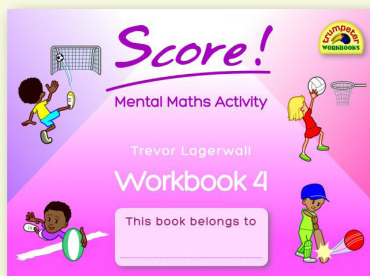 Score!
trumpeter
WORKBOOKS
Mental Maths Activity
Trevor Lagerwall
Workbook 4
This book belongs to